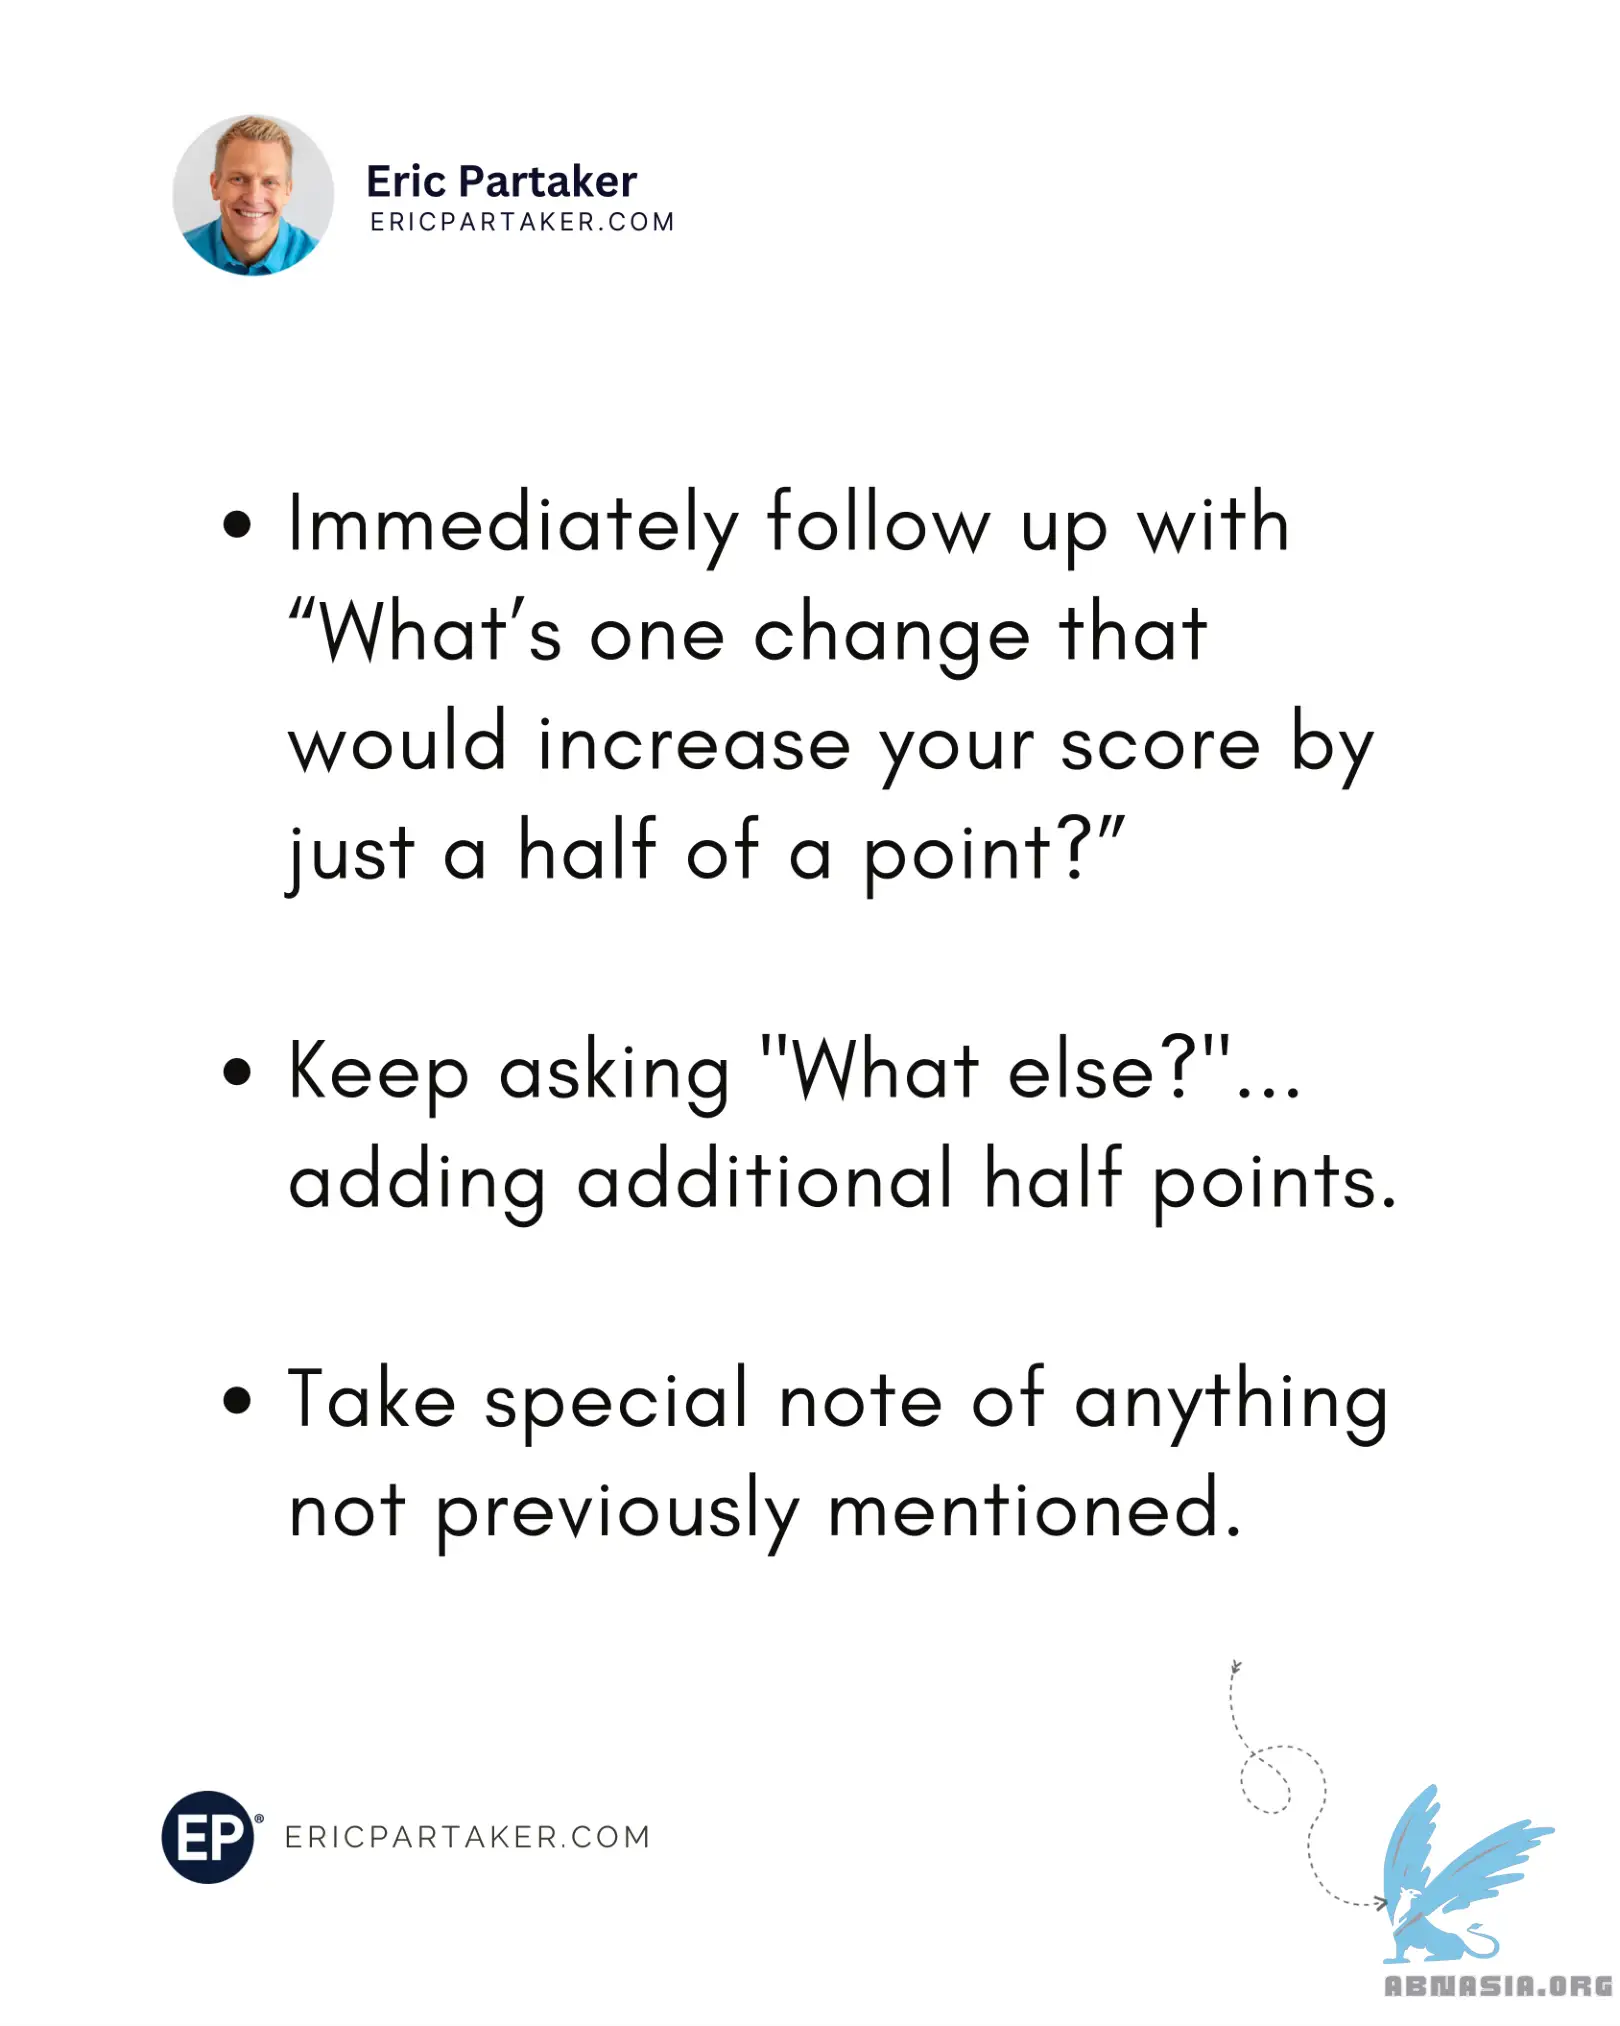 Eric Partaker
ERICPARTAKER.COM
• Immediately follow up with
“What’s one change that
would increase your score by
just a half of a point?”
• Keep asking "What else?"...
adding additional half points.
• Take special note of anything
not previously mentioned.
EP® ERICPARTAKER.COM
ABNASIA.ORG